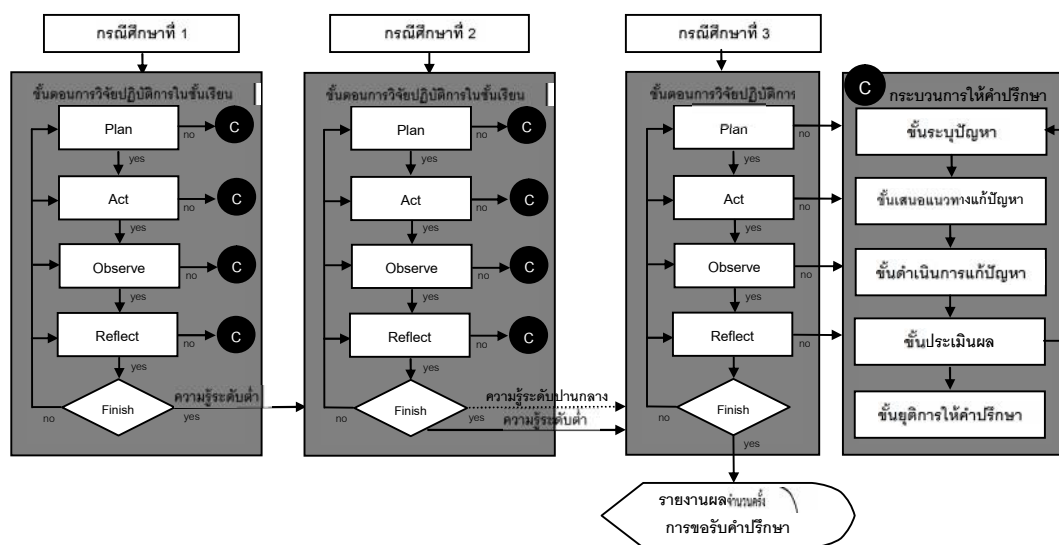 กรณีศึกษาที่ 1
ขั้นตอนการวิจัยปฏิบัติการในชั้นเรียน
Plan
no
C
yes
Act
no
C
yes
Observe
no
C
yes
Reflect
no
C
yes
Finish
no
yes
ความรู้ระดับต่ำ
กรณีศึกษาที่ 2
ขั้นตอนการวิจัยปฏิบัติการในชั้นเรียน
Plan
no
C
yes
Act
no
C
yes
Observe
no
C
yes
Reflect
no
C
yes
Finish
no
yes
ความรู้ระดับปานกลาง
ความรู้ระดับต่ำ
กรณีศึกษาที่ 3
ขั้นตอนการวิจัยปฏิบัติการ
Plan
no
yes
Act
no
yes
Observe
no
yes
Reflect
no
yes
Finish
no
yes
รายงานผลจำนวนครั้ง
การขอรับคำปรึกษา
C กระบวนการให้คำปรึกษา
ขั้นระบุปัญหา
ขั้นเสนอแนวทางแก้ปัญหา
ขั้นดำเนินการแก้ปัญหา
ขั้นประเมินผล
ขั้นยุติการให้คำปรึกษา